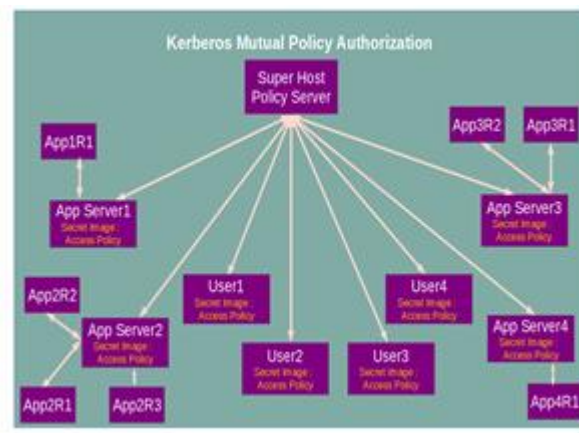 Kerberos Mutual Policy Authorization
Super Host
Policy Server
App1R1
App3R2
App3R1
App Server1
Secret Image :
Access Policy
App Server3
Secret Image :
Access Policy
App2R2
User1
Secret Image :
Access Policy
User4
Secret Image :
Access Policy
App Server2
Secret Image :
Access Policy
App Server4
Secret Image :
Access Policy
User2
Secret Image :
Access Policy
User3
Secret Image :
Access Policy
App2R1
App2R3
App4R1